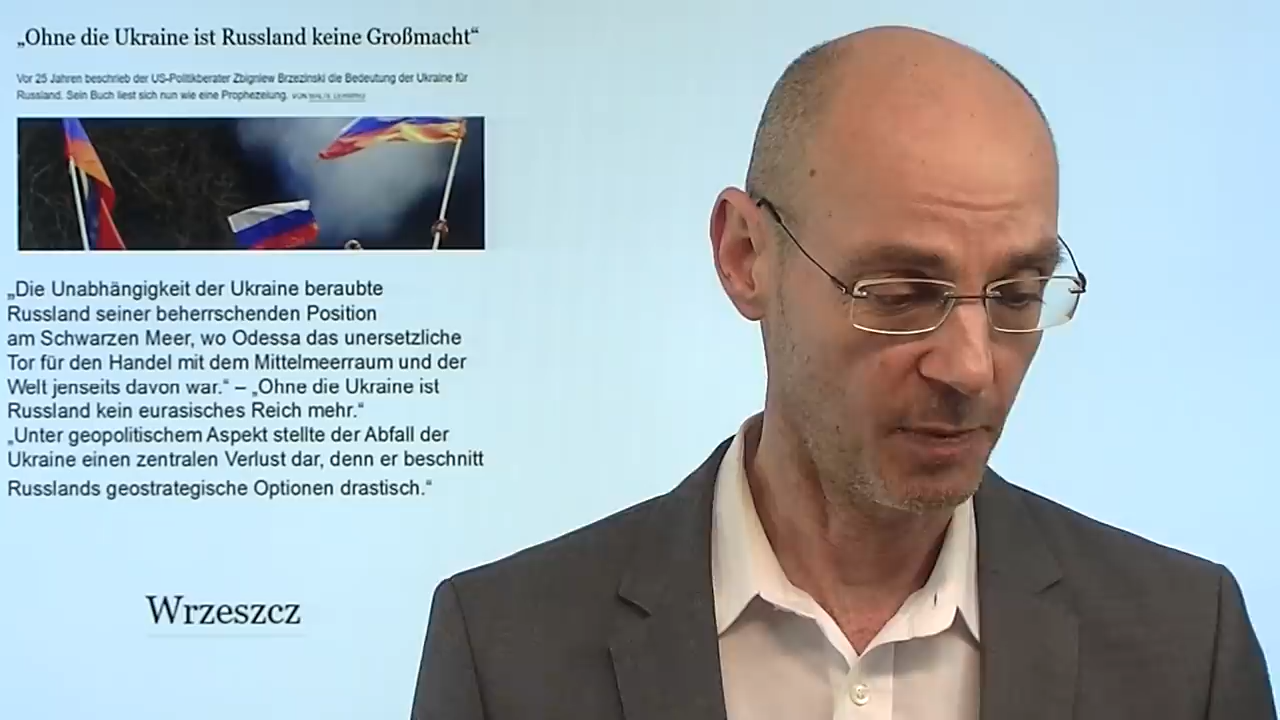 „Ohne die Ukraine ist Russland keine Großmacht“
Vor 25 Jahren beschrieb der US-Politikberater Zbigniew Brzezinski die Bedeutung der Ukraine für
Russland. Sein Buch liest sich nun wie eine Prophezeiung. VON MALTE LEHMING
„Die Unabhängigkeit der Ukraine beraubte
Russland seiner beherrschenden Position
am Schwarzen Meer, wo Odessa das unersetzliche
Tor für den Handel mit dem Mittelmeerraum und der
Welt jenseits davon war.“ – „Ohne die Ukraine ist
Russland kein eurasisches Reich mehr.“
„Unter geopolitischem Aspekt stellte der Abfall der
Ukraine einen zentralen Verlust dar, denn er beschnitt
Russlands geostrategische Optionen drastisch.“
Wrzeszcz